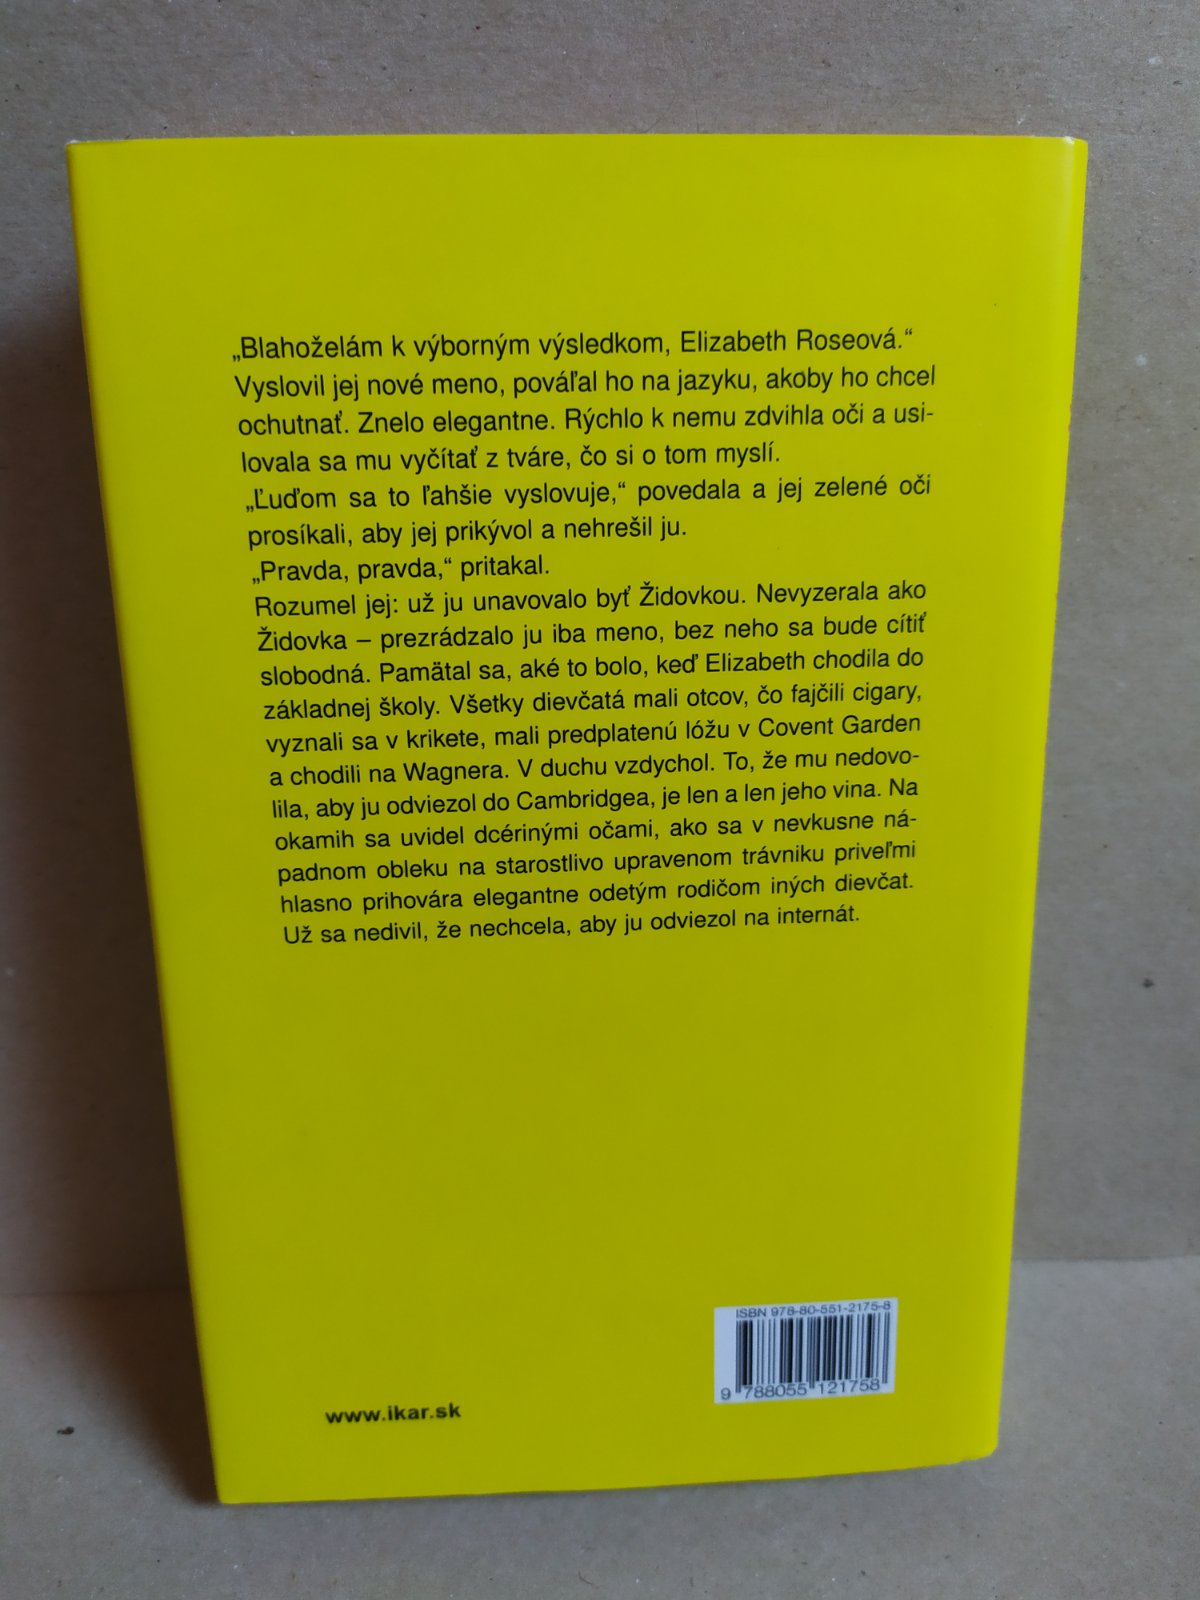 „Blahoželám k výborným výsledkom, Elizabeth Roseová.“
Vyslovil jej nové meno, pováľal ho na jazyku, akoby ho chcel
ochutnať. Znelo elegantne. Rýchlo k nemu zdvihla oči a usi-
lovala sa mu vyčítať z tváre, čo si o tom myslí.
„Ľuďom sa to ľahšie vyslovuje,“ povedala a jej zelené oči
prosíkali, aby jej prikývol a nehrešil ju.
„Pravda, pravda,“ pritakal.
Rozumel jej: už ju unavovalo byť Židovkou. Nevyzerala ako
Židovka – prezrádzalo ju iba meno, bez neho sa bude cítiť
slobodná. Pamätal sa, aké to bolo, keď Elizabeth chodila do
základnej školy. Všetky dievčatá mali otcov, čo fajčili cigary,
vyznali sa v krikete, mali predplatenú lóžu v Covent Garden
a chodili na Wagnera. V duchu vzdychol. To, že mu nedovo-
lila, aby ju odviezol do Cambridgea, je len a len jeho vina. Na
okamih sa uvidel dcérinými očami, ako sa v nevkusne ná-
padnom obleku na starostlivo upravenom trávniku priveľmi
hlasno prihovára elegantne odetým rodičom iných dievčat.
Už sa nedivil, že nechcela, aby ju odviezol na internát.
ISBN 978-80-551-2175-8
9 788055 121758
www.ikar.sk